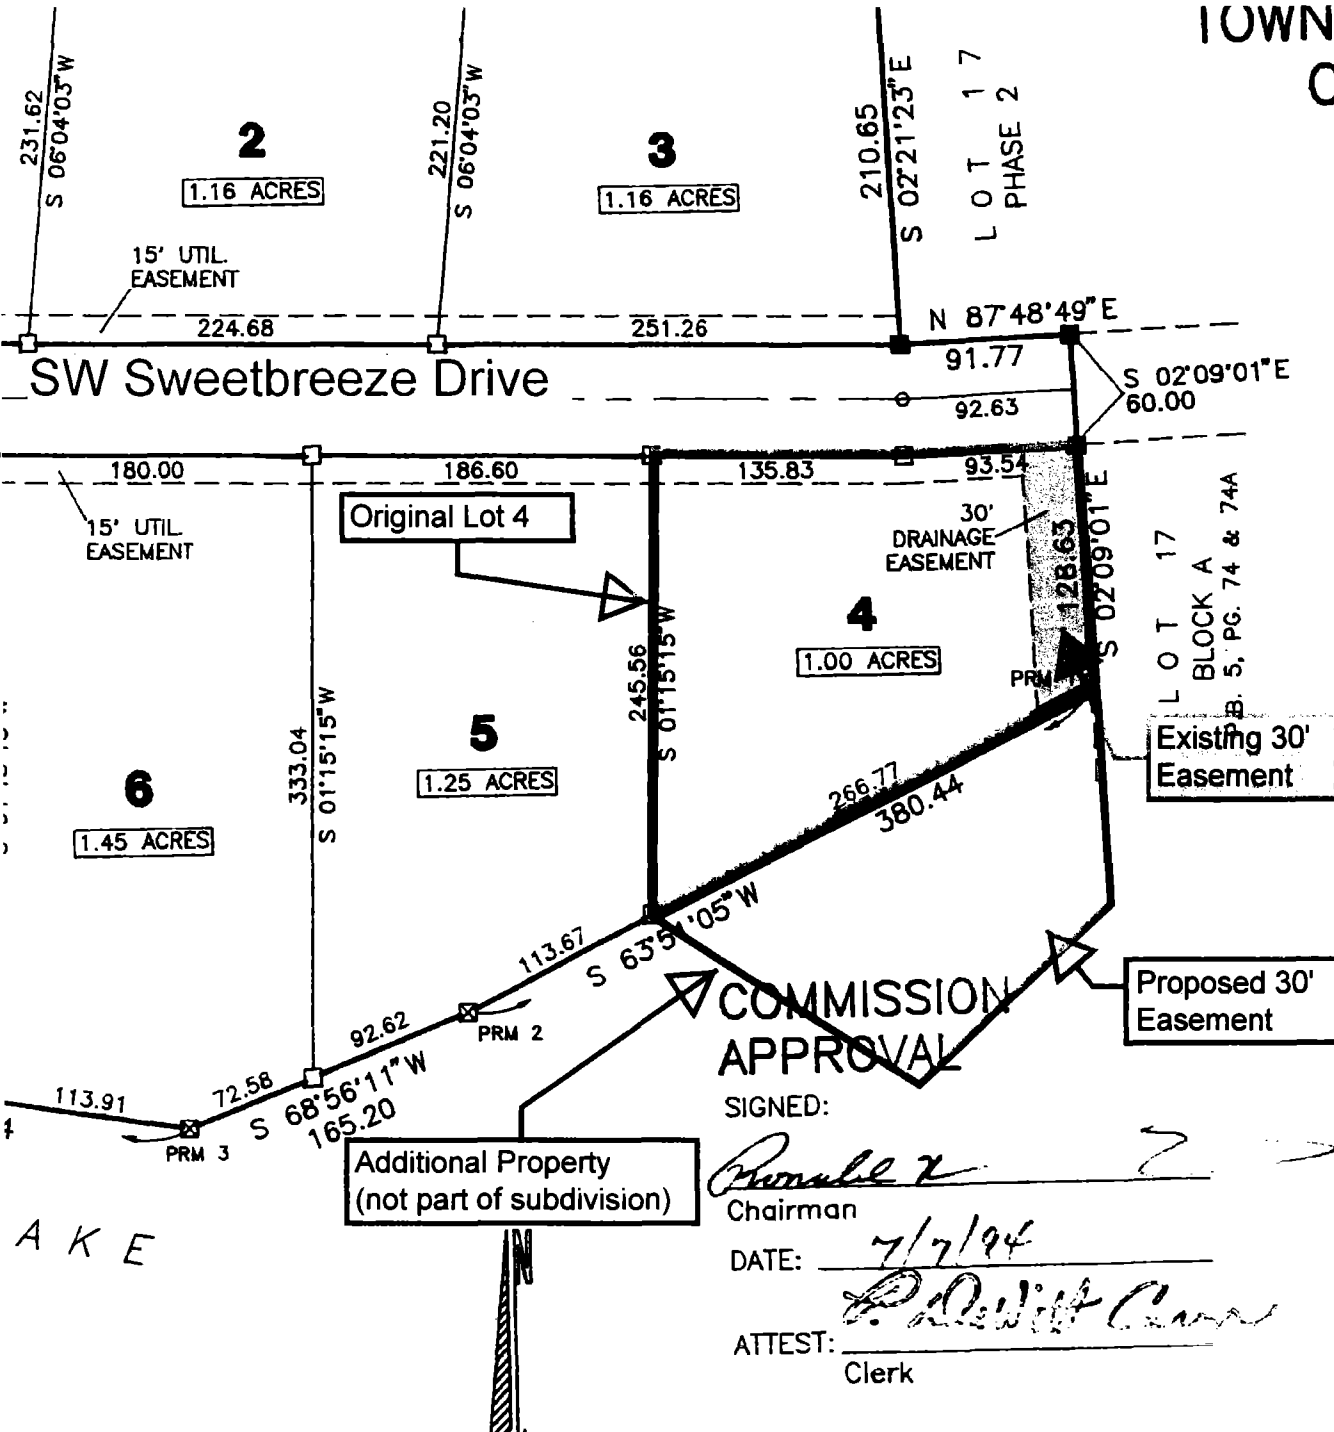 TOWN
231.62
S 06°04'03"W
2
1.16 ACRES
221.20
S 06°04'03"W
3
1.16 ACRES
210.65
S 02°21'23"E
LOT 17
PHASE 2
15' UTIL.
EASEMENT
224.68
251.26
N 87°48'49"E
91.77
SW Sweetbreeze Drive
92.63
S 02°09'01"E
60.00
180.00
186.60
135.83
93.54
15' UTIL.
EASEMENT
Original Lot 4
30'
DRAINAGE
EASEMENT
128.63
S 02°09'01"E
LOT 17
BLOCK A
P.B. 5, PG. 74 & 74A
4
1.00 ACRES
PRM 1
245.56
S 01°15'15"W
5
1.25 ACRES
333.04
S 01°15'15"W
6
1.45 ACRES
Existing 30'
Easement
266.77
380.44
S 63°51'05"W
113.67
PRM 2
92.62
72.58
S 68°56'11"W
165.20
113.91
PRM 3
Proposed 30'
Easement
COMMISSION
APPROVAL
SIGNED:
Chairman
DATE: 7/7/94
ATTEST: P. DeWitt Cason
Clerk
Additional Property
(not part of subdivision)
AKE
N